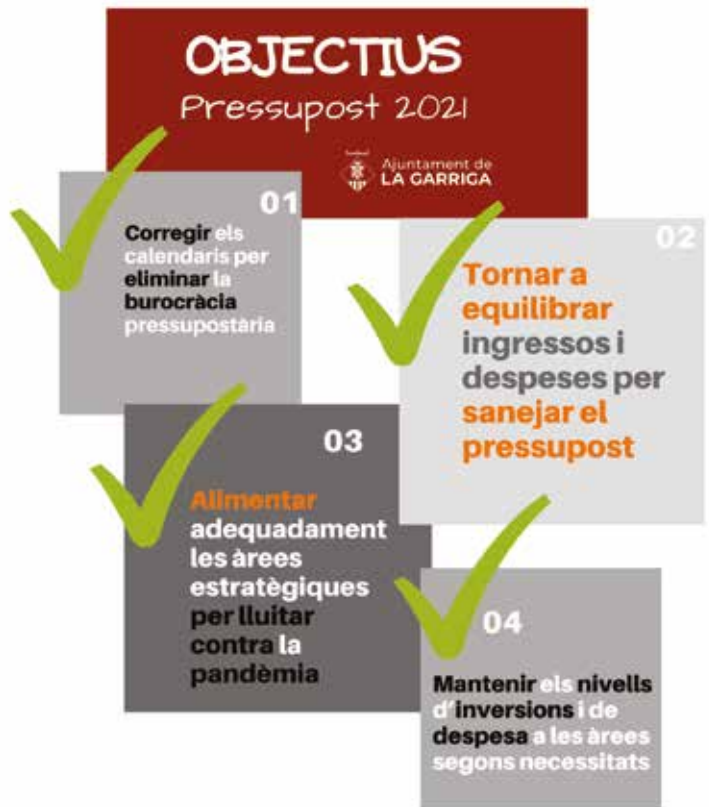 OBJECTIUS
Pressupost 2021
Ajuntament de
LA GARRIGA
01
Corregir els
calendaris per
eliminar la
burocràcia
pressupostària
02
Tornar a
equilibrar
ingressos i
despeses per
sanejar el
pressupost
03
Alimentar
adequadament
les àrees
estratègiques
per lluitar
contra la
pandèmia
04
Mantenir els nivells
d'inversions i de
despesa a les àrees
segons necessitats